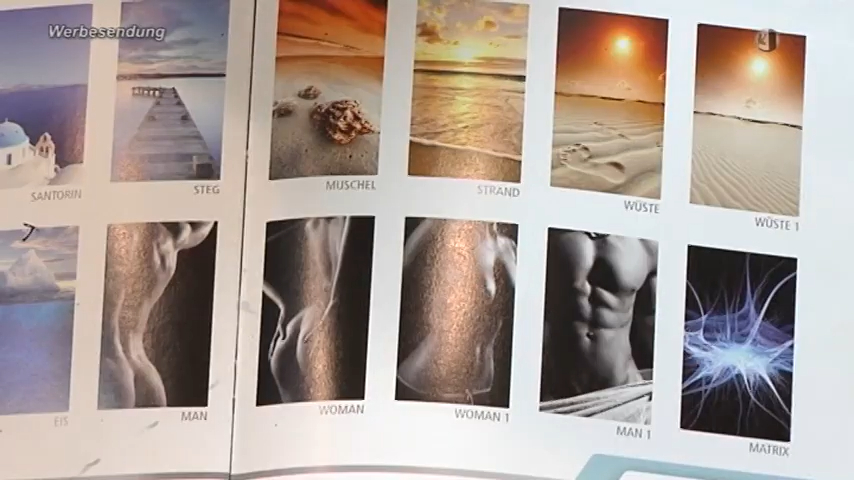 Werbesendung
SANTORIN
STEG
MUSCHEL
STRAND
WÜSTE
WÜSTE 1
EIS
MAN
WOMAN
WOMAN 1
MAN 1
MATRIX